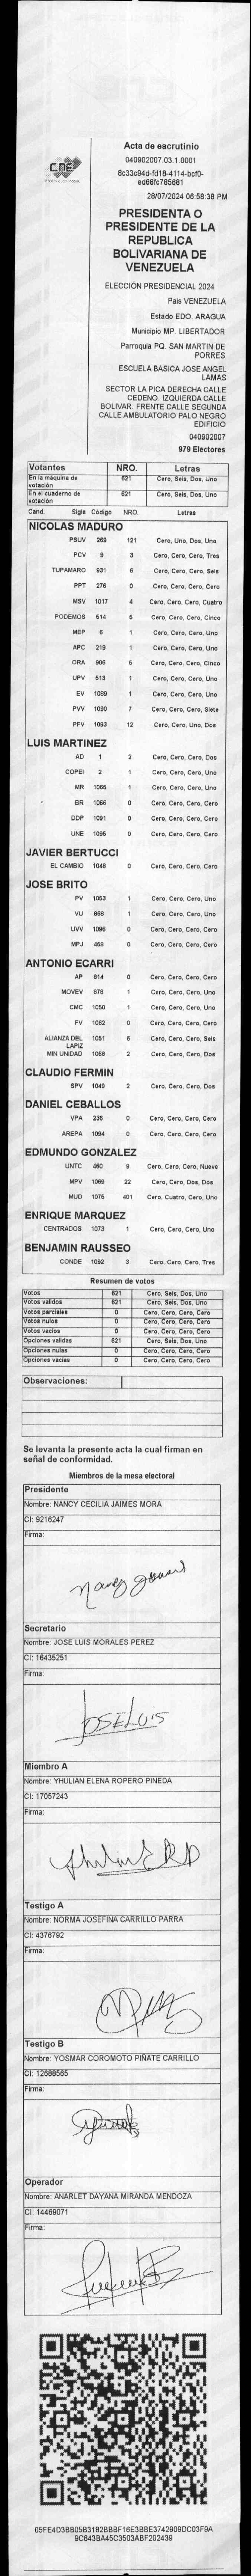 CNE
Acta de escrutinio
040902007.03.1.0001
8c33c94d-fd18-4114-bcf0-
ed68fc785681
28/07/2024 06:58:38 PM
PRESIDENTA O
PRESIDENTE DE LA
REPUBLICA
BOLIVARIANA DE
VENEZUELA
ELECCIÓN PRESIDENCIAL 2024
Pais VENEZUELA
Estado EDO. ARAGUA
Municipio MP. LIBERTADOR
Parroquia PQ. SAN MARTIN DE
PORRES
ESCUELA BASICA JOSE ANGEL
LAMAS
SECTOR LA PICA DERECHA CALLE
CEDENO. IZQUIERDA CALLE
BOLIVAR. FRENTE CALLE SEGUNDA
CALLE AMBULATORIO PALO NEGRO
EDIFICIO
040902007
979 Electores
Votantes NRO. Letras
En la máquina de votación 621 Cero, Seis, Dos, Uno
En el cuaderno de votación 621 Cero, Seis, Dos, Uno
Cand. Sigla Código NRO. Letras
NICOLAS MADURO
PSUV 269 121 Cero, Uno, Dos, Uno
PCV 9 3 Cero, Cero, Cero, Tres
TUPAMARO 931 6 Cero, Cero, Cero, Seis
PPT 276 0 Cero, Cero, Cero, Cero
MSV 1017 4 Cero, Cero, Cero, Cuatro
PODEMOS 514 5 Cero, Cero, Cero, Cinco
MEP 6 1 Cero, Cero, Cero, Uno
APC 219 1 Cero, Cero, Cero, Uno
ORA 906 5 Cero, Cero, Cero, Cinco
UPV 513 1 Cero, Cero, Cero, Uno
EV 1089 1 Cero, Cero, Cero, Uno
PVV 1090 7 Cero, Cero, Cero, Siete
PFV 1093 12 Cero, Cero, Uno, Dos
LUIS MARTINEZ
AD 1 2 Cero, Cero, Cero, Dos
COPEI 2 1 Cero, Cero, Cero, Uno
MR 1065 1 Cero, Cero, Cero, Uno
BR 1066 0 Cero, Cero, Cero, Cero
DDP 1091 0 Cero, Cero, Cero, Cero
UNE 1095 0 Cero, Cero, Cero, Cero
JAVIER BERTUCCI
EL CAMBIO 1048 0 Cero, Cero, Cero, Cero
JOSE BRITO
PV 1053 1 Cero, Cero, Cero, Uno
VU 968 1 Cero, Cero, Cero, Uno
UVV 1096 0 Cero, Cero, Cero, Cero
MPJ 459 0 Cero, Cero, Cero, Cero
ANTONIO ECARRI
AP 914 0 Cero, Cero, Cero, Cero
MOVEV 878 1 Cero, Cero, Cero, Uno
CMC 1050 1 Cero, Cero, Cero, Uno
FV 1062 0 Cero, Cero, Cero, Cero
ALIANZA DEL LAPIZ 1051 6 Cero, Cero, Cero, Seis
MIN UNIDAD 1069 2 Cero, Cero, Cero, Dos
CLAUDIO FERMIN
SPV 1049 2 Cero, Cero, Cero, Dos
DANIEL CEBALLOS
VPA 236 0 Cero, Cero, Cero, Cero
AREPA 1094 0 Cero, Cero, Cero, Cero
EDMUNDO GONZALEZ
UNTC 460 9 Cero, Cero, Cero, Nueve
MPV 1069 22 Cero, Cero, Dos, Dos
MUD 1075 401 Cero, Cuatro, Cero, Uno
ENRIQUE MARQUEZ
CENTRADOS 1073 1 Cero, Cero, Cero, Uno
BENJAMIN RAUSSEO
CONDE 1092 3 Cero, Cero, Cero, Tres
Resumen de votos
Votos 621 Cero, Seis, Dos, Uno
Votos validos 621 Cero, Seis, Dos, Uno
Votos parciales 0 Cero, Cero, Cero, Cero
Votos nulos 0 Cero, Cero, Cero, Cero
Votos vacios 0 Cero, Cero, Cero, Cero
Opciones validas 621 Cero, Seis, Dos, Uno
Opciones nulas 0 Cero, Cero, Cero, Cero
Opciones vacias 0 Cero, Cero, Cero, Cero
Observaciones:
Se levanta la presente acta la cual firman en
señal de conformidad.
Miembros de la mesa electoral
Presidente
Nombre: NANCY CECILIA JAIMES MORA
CI: 9216247
Firma:
Nancy Jaimes
Secretario
Nombre: JOSE LUIS MORALES PEREZ
CI: 16435251
Firma:
JOSE LUIS
Miembro A
Nombre: YHULIAN ELENA ROPERO PINEDA
CI: 17057243
Firma:
Testigo A
Nombre: NORMA JOSEFINA CARRILLO PARRA
CI: 4376792
Firma:
Testigo B
Nombre: YOSMAR COROMOTO PIÑATE CARRILLO
CI: 12688565
Firma:
Operador
Nombre: ANARLET DAYANA MIRANDA MENDOZA
CI: 14469071
Firma:
05FE4D3BB05B3182BBBF16E3BBE3742909DC03F9A
9C643BA45C3503ABF202439